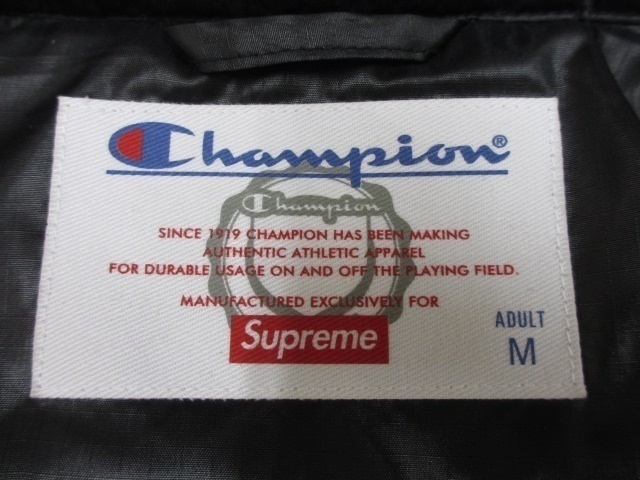 Champion®
Champion
SINCE 1919 CHAMPION HAS BEEN MAKING
AUTHENTIC ATHLETIC APPAREL
FOR DURABLE USAGE ON AND OFF THE PLAYING FIELD.
MANUFACTURED EXCLUSIVELY FOR
Supreme
ADULT
M